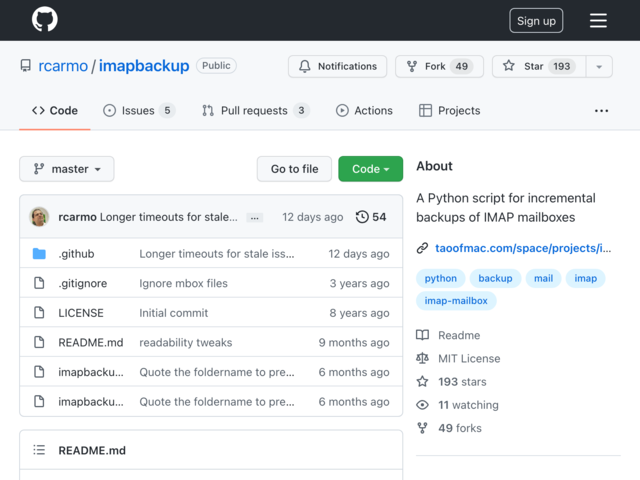 Sign up
rcarmo / imapbackup Public
Notifications
Fork 49
Star 193
Code
Issues 5
Pull requests 3
Actions
Projects
master
Go to file
Code
rcarmo Longer timeouts for stale... ... 12 days ago 54
.github Longer timeouts for stale iss... 12 days ago
.gitignore Ignore mbox files 3 years ago
LICENSE Initial commit 8 years ago
README.md readability tweaks 9 months ago
imapbacku... Quote the foldername to pre... 6 months ago
imapbacku... Quote the foldername to pre... 6 months ago
README.md
About
A Python script for incremental
backups of IMAP mailboxes
taoofmac.com/space/projects/i...
python backup mail imap
imap-mailbox
Readme
MIT License
193 stars
11 watching
49 forks